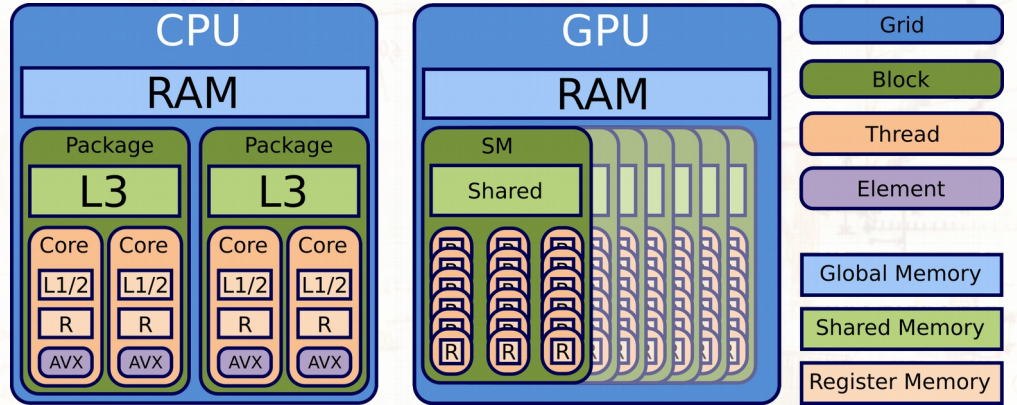 CPU
RAM
Package
L3
Core
L1/2
R
AVX
Core
L1/2
R
AVX
Package
L3
Core
L1/2
R
AVX
Core
L1/2
R
AVX
GPU
RAM
SM
Shared
R
R
R
Grid
Block
Thread
Element
Global Memory
Shared Memory
Register Memory